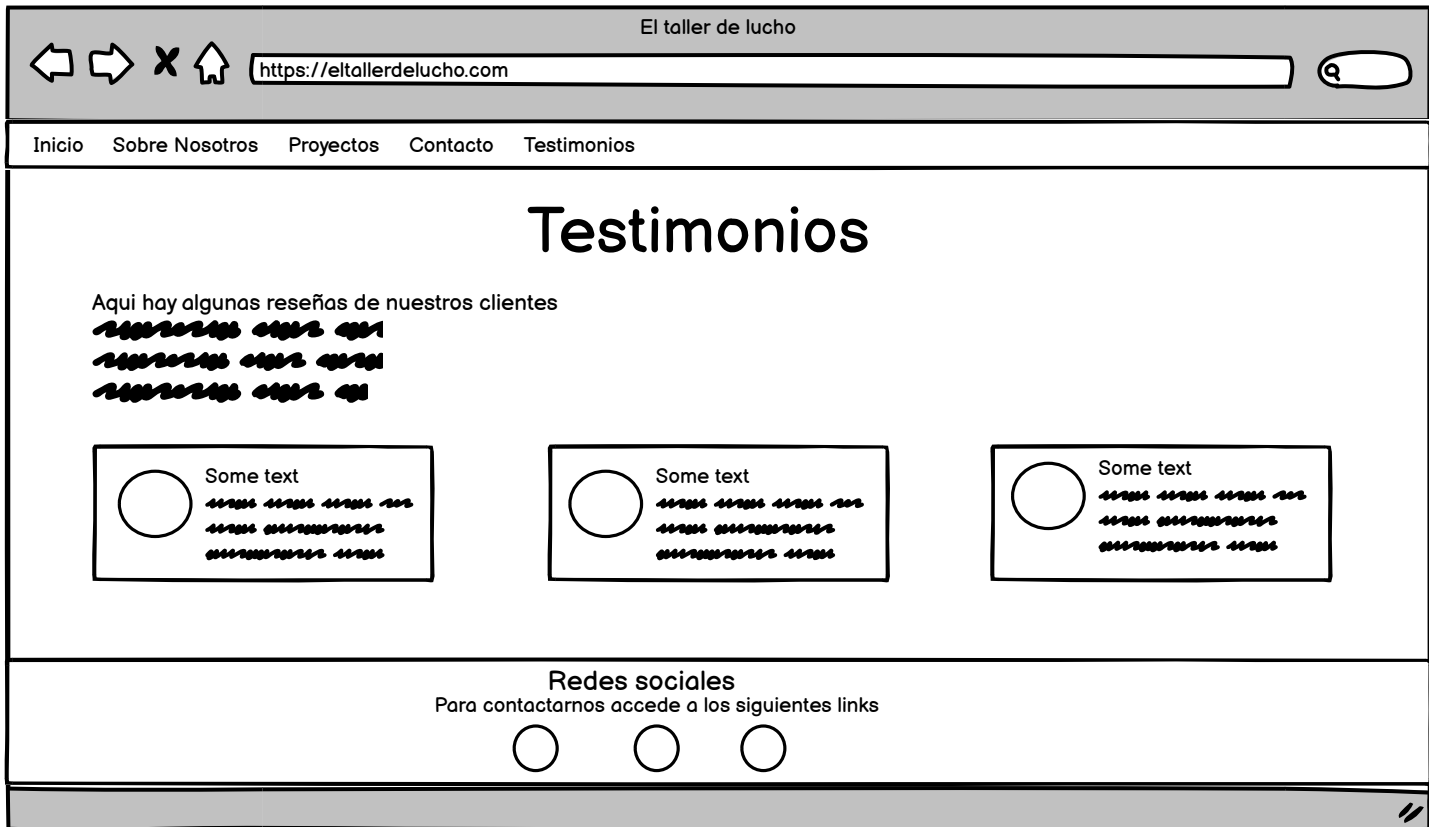 El taller de lucho
https://eltallerdelucho.com
Inicio Sobre Nosotros Proyectos Contacto Testimonios
Testimonios
Aqui hay algunas reseñas de nuestros clientes
Some text
Some text
Some text
Redes sociales
Para contactarnos accede a los siguientes links